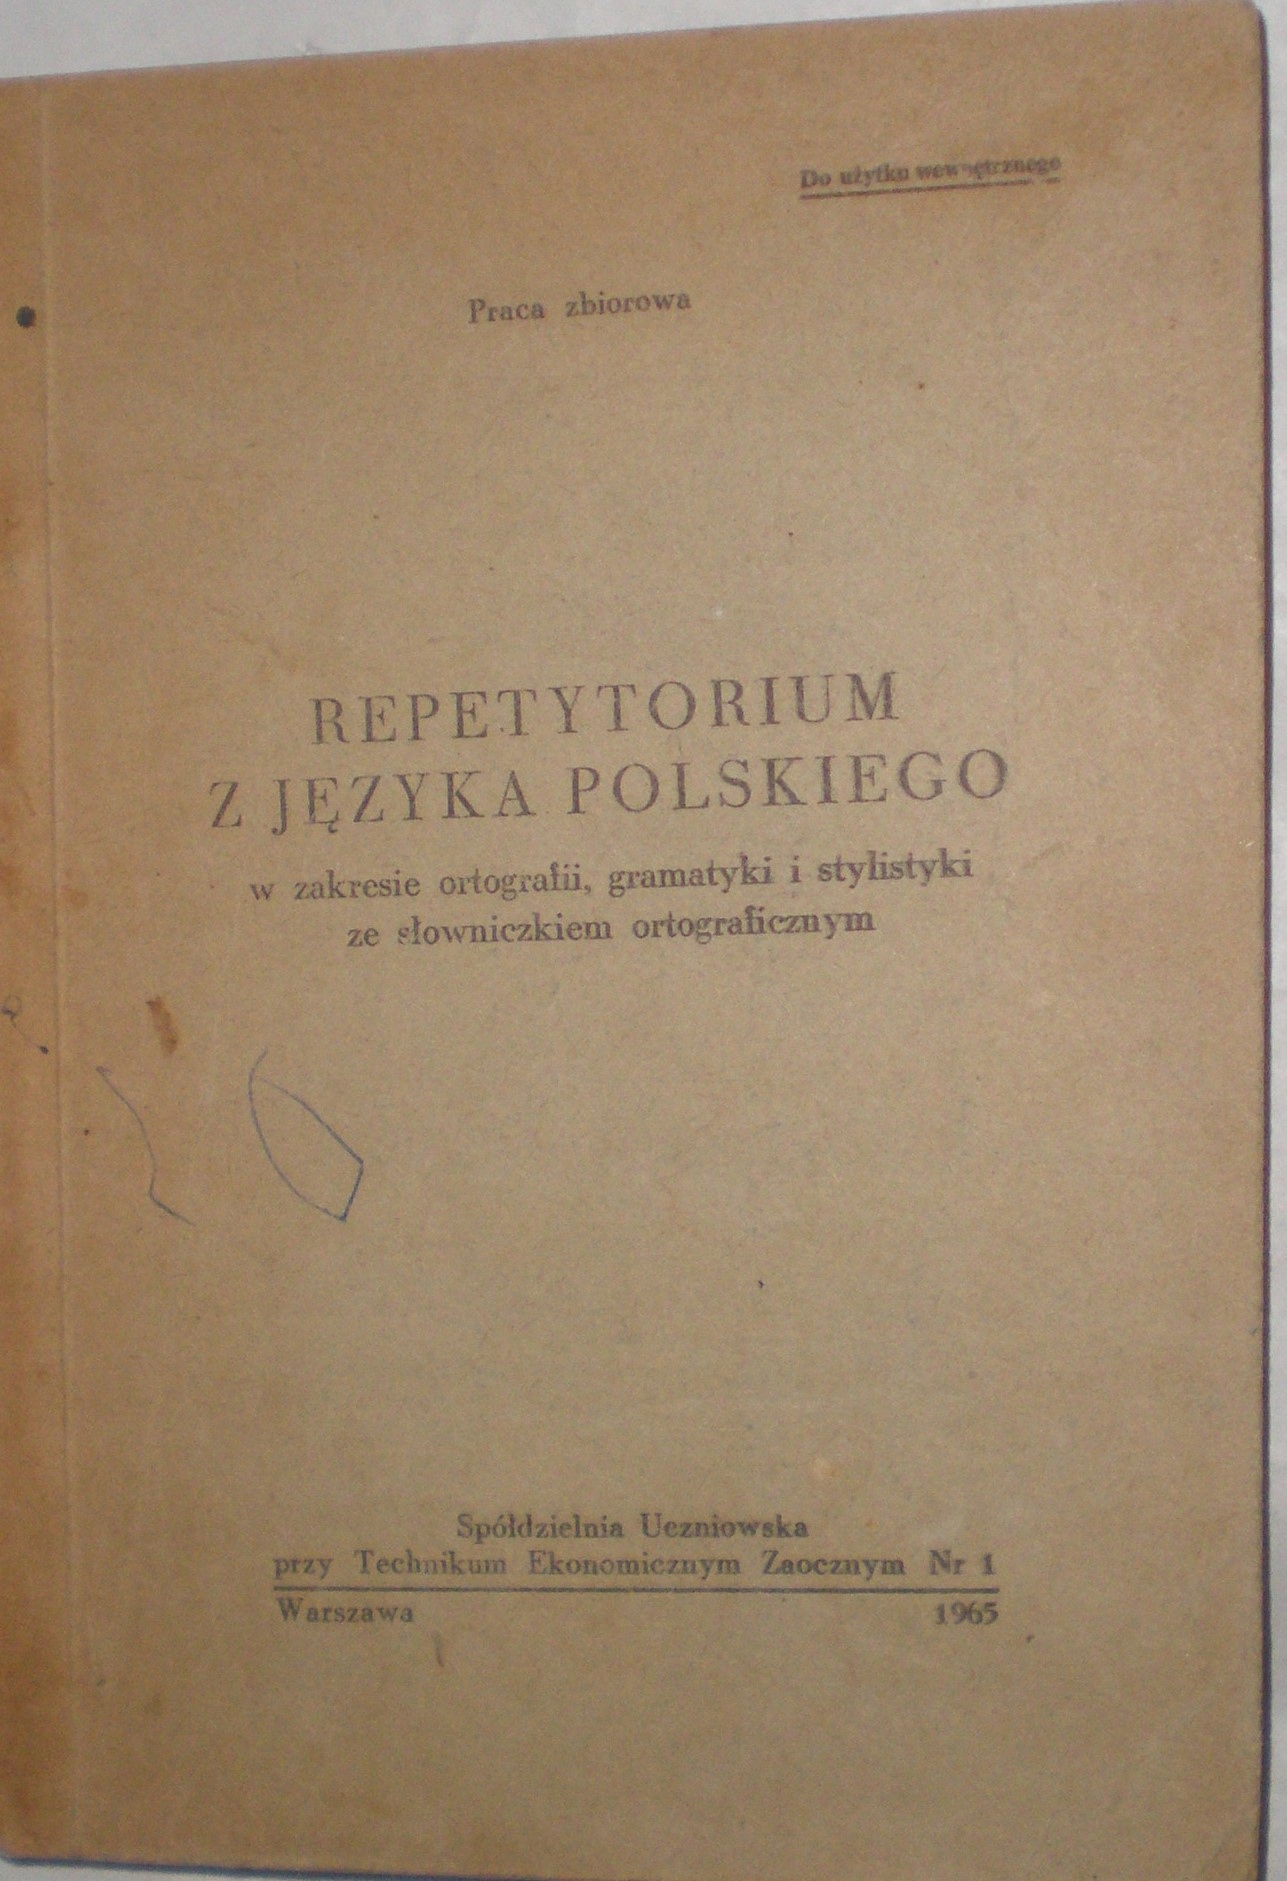 Do użytku wewnętrznego
Praca zbiorowa
REPETYTORIUM
Z JĘZYKA POLSKIEGO
w zakresie ortografii, gramatyki i stylistyki
ze słowniczkiem ortograficznym
Spółdzielnia Uczniowska
przy Technikum Ekonomicznym Zaocznym Nr 1
Warszawa 1965